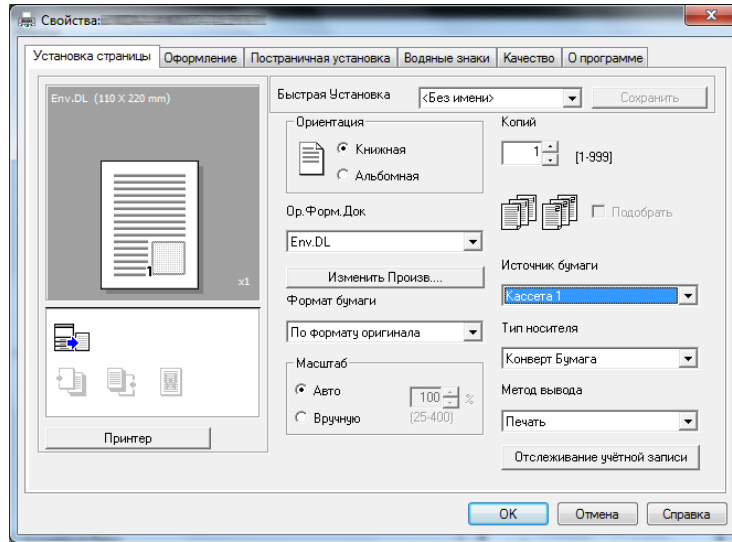 Свойства:
Установка страницы Оформление Постраничная установка Водяные знаки Качество О программе
Env.DL (110 X 220 mm)
1
x1
Принтер
Быстрая Установка <Без имени> Сохранить
Ориентация
Книжная
Альбомная
Ор.Форм.Док
Env.DL
Изменить Произв....
Формат бумаги
По формату оригинала
Масштаб
Авто 100 %
Вручную (25-400)
Копий
1 [1-999]
Подобрать
Источник бумаги
Кассета 1
Тип носителя
Конверт Бумага
Метод вывода
Печать
Отслеживание учётной записи
OK Отмена Справка